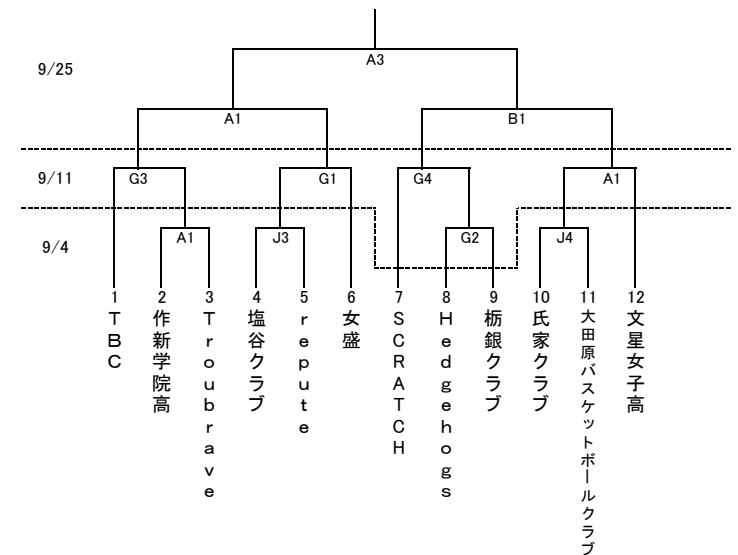 A3
9/25
A1
B1
9/11
G3
G1
G4
A1
9/4
A1
J3
G2
J4
1
2
3
4
5
6
7
8
9
10
11
12
TBC
作新学院高
Troubrave
塩谷クラブ
repute
女盛
SCRATCH
Hedgehogs
栃銀クラブ
氏家クラブ
大田原バスケットボールクラブ
文星女子高